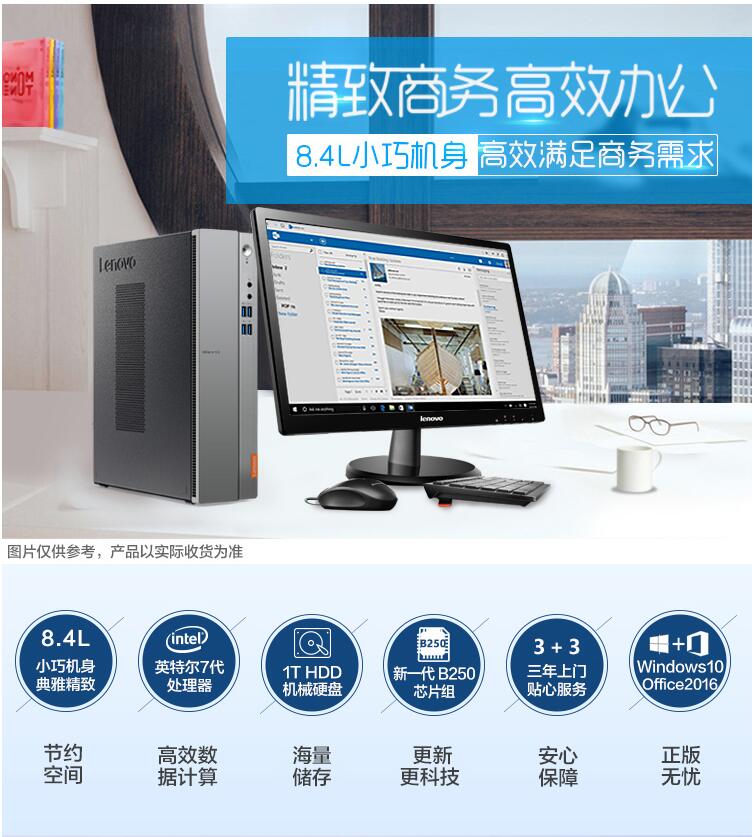 精致商务高效办公
8.4L小巧机身 高效满足商务需求
Lenovo
lenovo
Lenovo
图片仅供参考，产品以实际收货为准
8.4L
小巧机身
典雅精致
节约
空间
intel
英特尔7代
处理器
高效数
据计算
1T HDD
机械硬盘
海量
储存
B250
新一代 B250
芯片组
更新
更科技
3 + 3
三年上门
贴心服务
安心
保障
+
Windows10
Office2016
正版
无忧